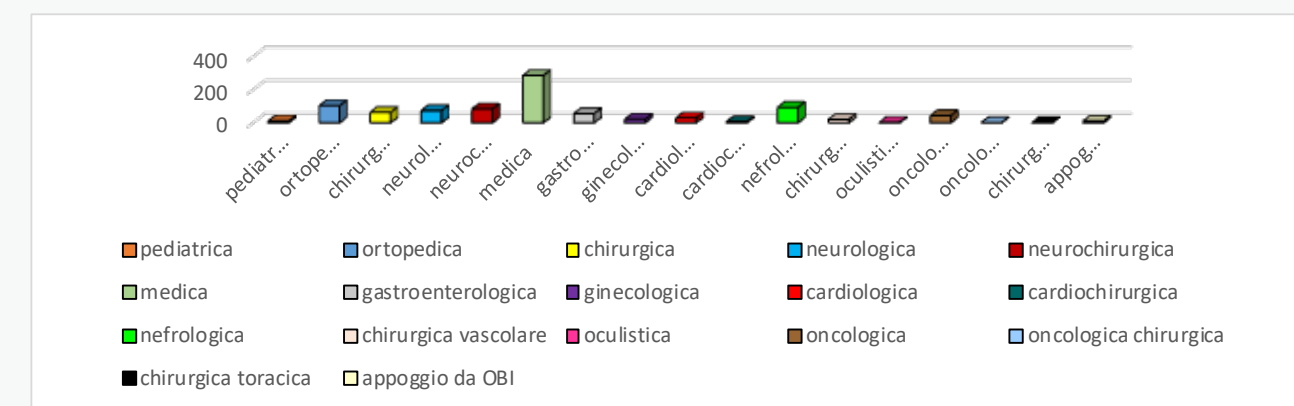 400
200
0
pediatr...
ortope...
chirurg...
neurol...
neuroc...
medica
gastro...
ginecol...
cardiol...
cardioc...
nefrol...
chirurg...
oculisti...
oncolo...
oncolo...
chirurg...
appog...
pediatrica ortopedica chirurgica neurologica neurochirurgica
medica gastroenterologica ginecologica cardiologica cardiochirurgica
nefrologica chirurgica vascolare oculistica oncologica oncologica chirurgica
chirurgica toracica appoggio da OBI